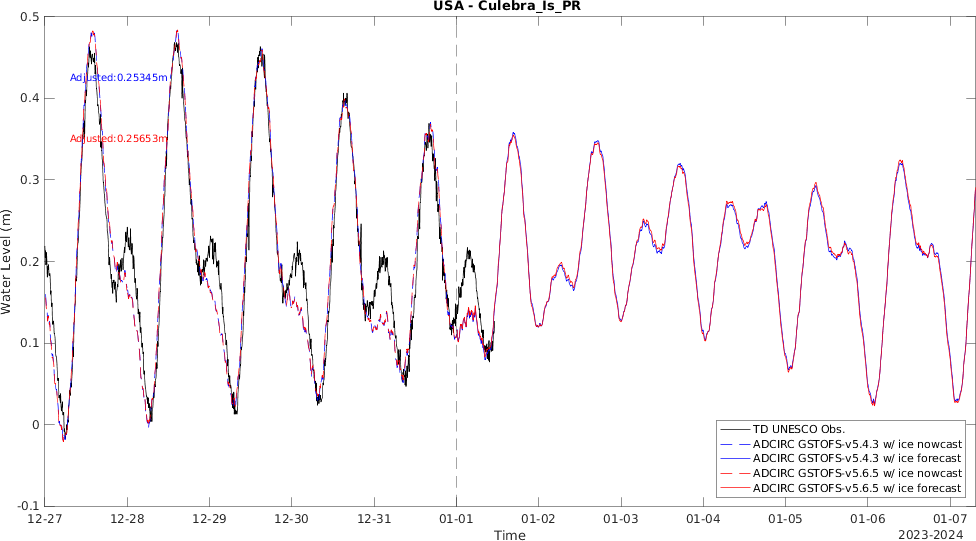 USA - Culebra_Is_PR
0.5
0.4
0.3
0.2
0.1
0
-0.1
Water Level (m)
Adjusted:0.25345m
Adjusted:0.25653m
TD UNESCO Obs.
ADCIRC GSTOFS-v5.4.3 w/ ice nowcast
ADCIRC GSTOFS-v5.4.3 w/ ice forecast
ADCIRC GSTOFS-v5.6.5 w/ ice nowcast
ADCIRC GSTOFS-v5.6.5 w/ ice forecast
12-27 12-28 12-29 12-30 12-31 01-01 01-02 01-03 01-04 01-05 01-06 01-07
Time
2023-2024